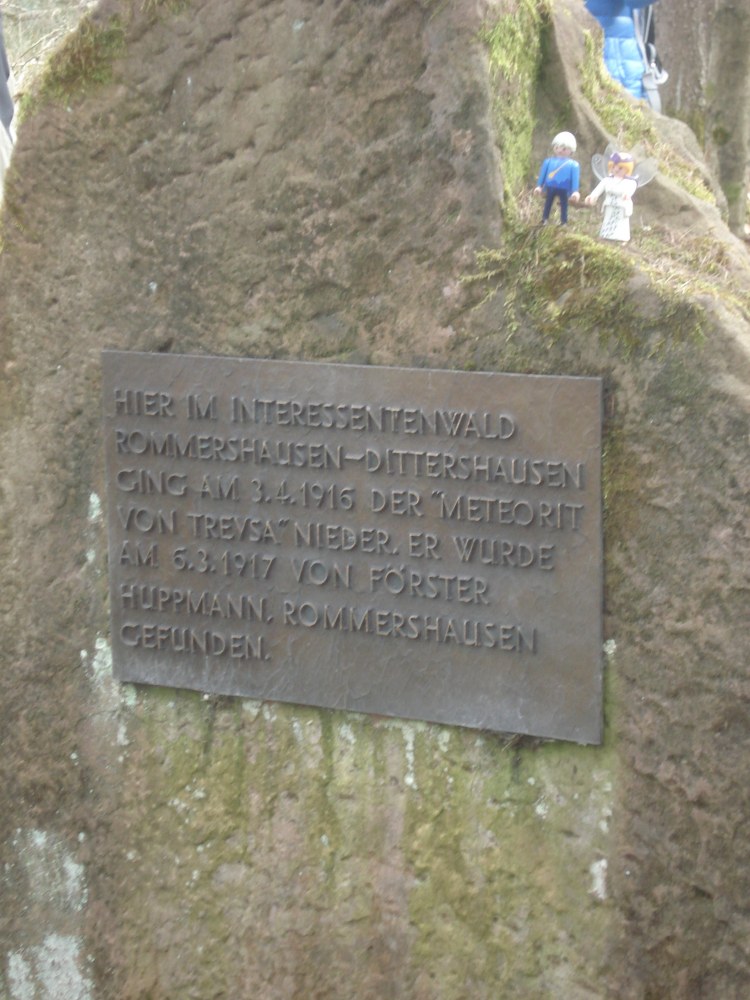 HIER IM INTERESSENTENWALD
ROMMERSHAUSEN–DITTERSHAUSEN
GING AM 3.4.1916 DER "METEORIT
VON TREYSA" NIEDER. ER WURDE
AM 6.3.1917 VON FÖRSTER
HUPPMANN, ROMMERSHAUSEN
GEFUNDEN.